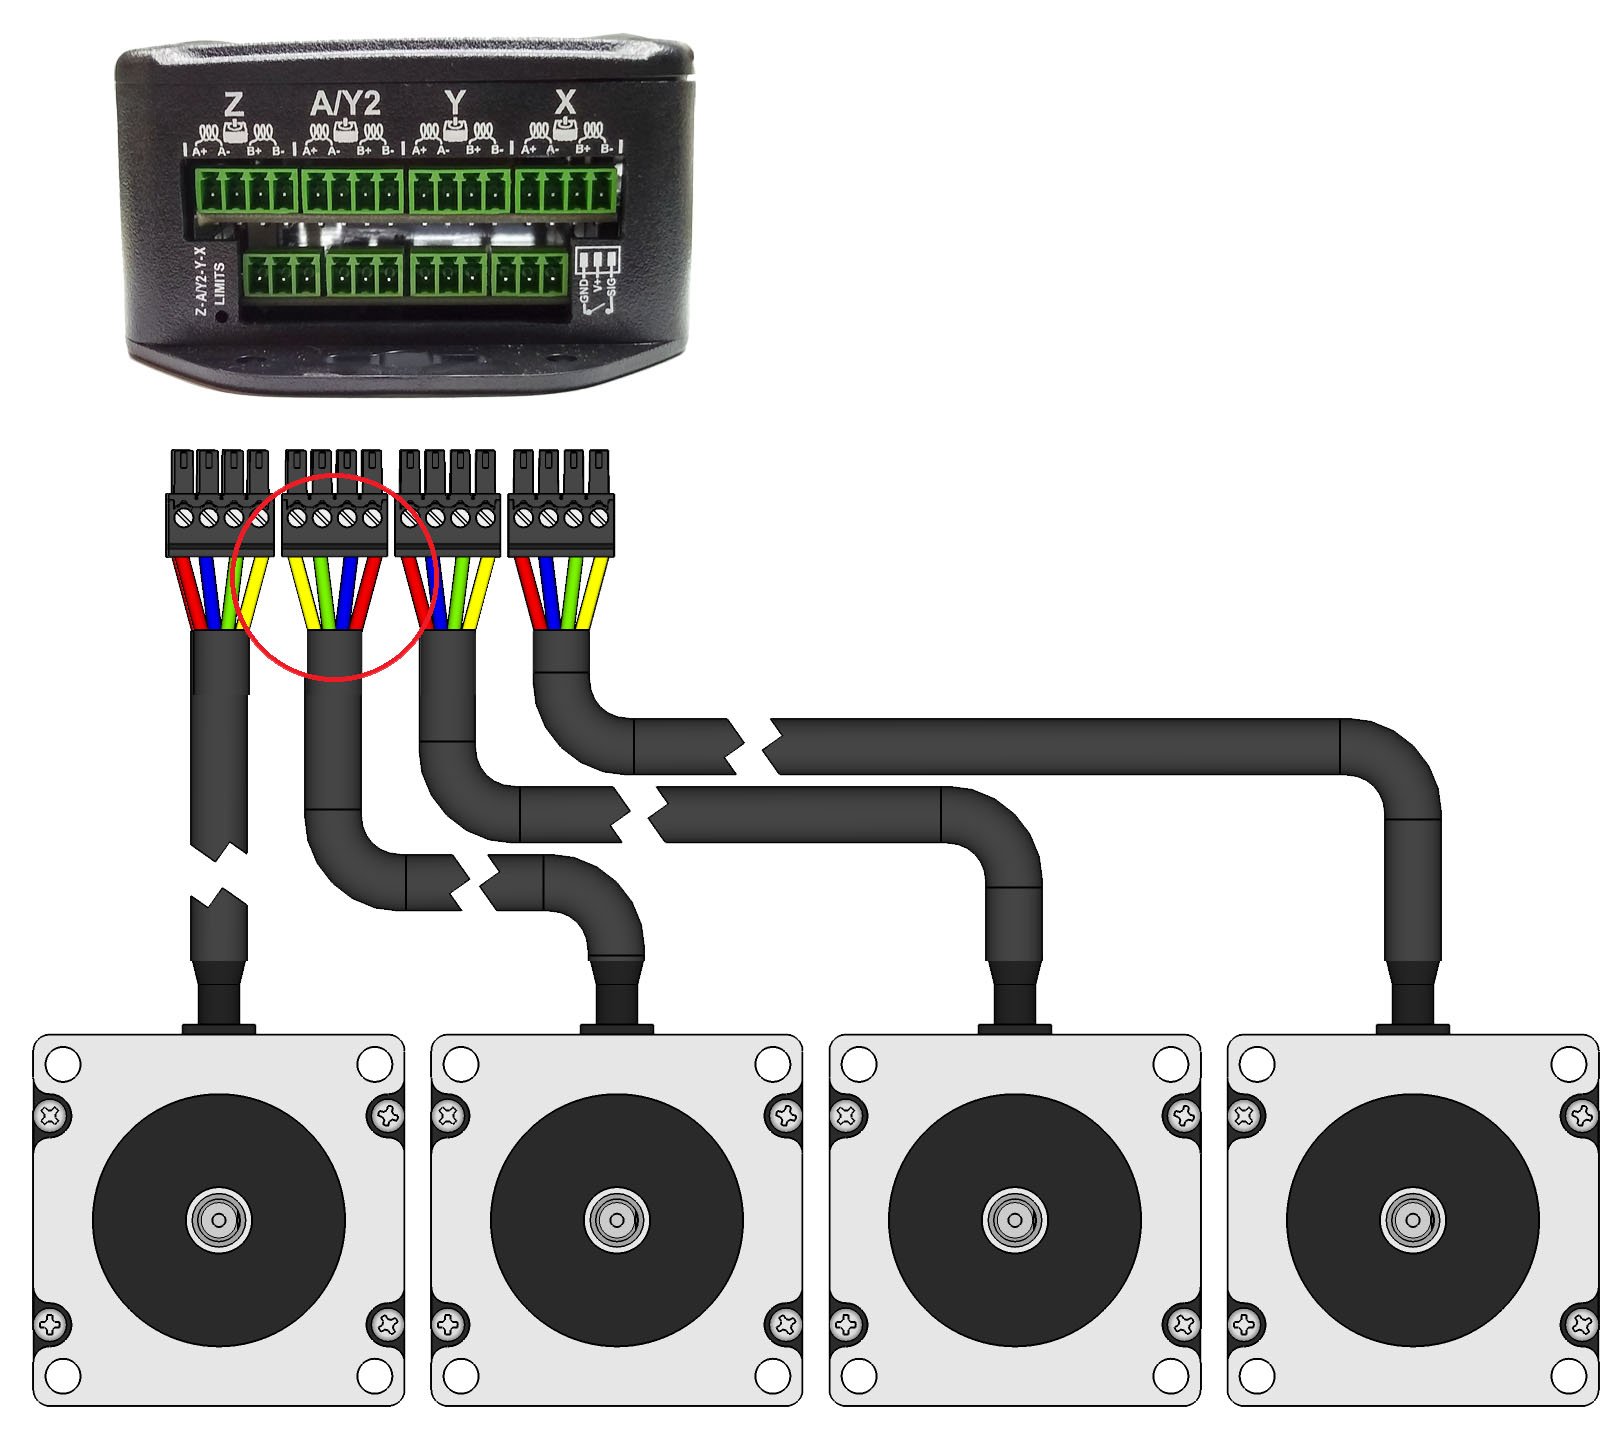 Z A/Y2 Y X
A+ A- B+ B- A+ A- B+ B- A+ A- B+ B- A+ A- B+ B-
Z-A/Y2-Y-X
LIMITS
GND
V+
SIG